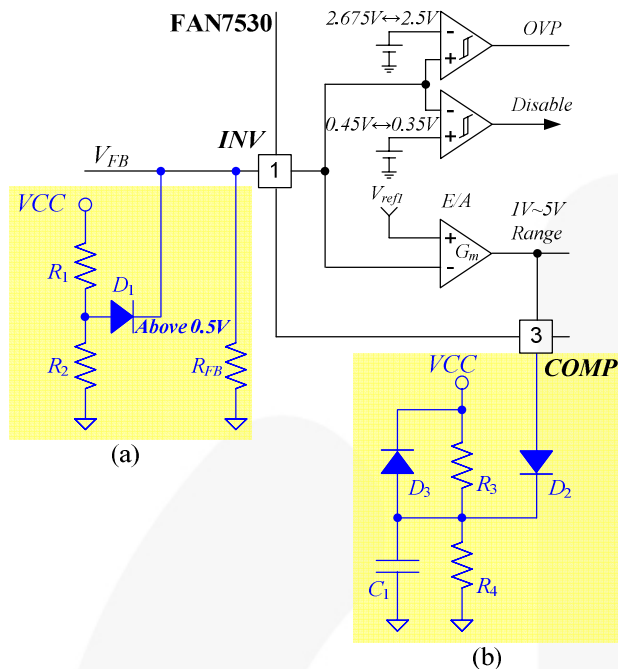 FAN7530
2.675V↔2.5V
OVP
0.45V↔0.35V
Disable
INV
V_FB
1
V_ref1
E/A
1V~5V
Range
G_m
VCC
R_1
D_1
Above 0.5V
R_2
R_FB
3
COMP
(a)
VCC
D_3
R_3
D_2
C_1
R_4
(b)